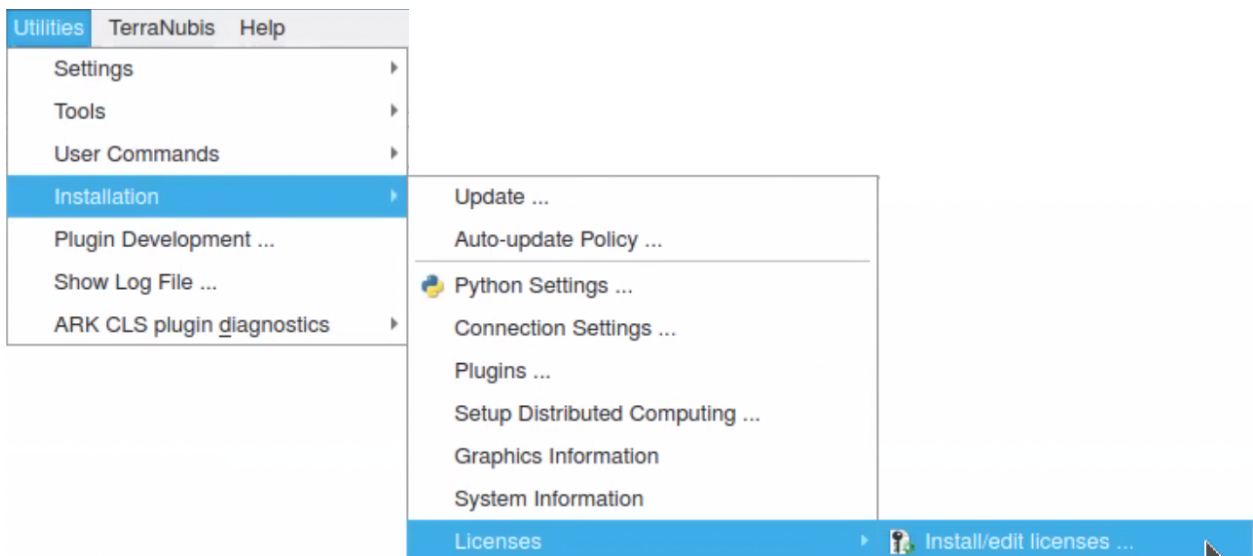 Utilities TerraNubis Help
Settings
Tools
User Commands
Installation
Plugin Development ...
Show Log File ...
ARK CLS plugin diagnostics
Update ...
Auto-update Policy ...
Python Settings ...
Connection Settings ...
Plugins ...
Setup Distributed Computing ...
Graphics Information
System Information
Licenses
Install/edit licenses ...